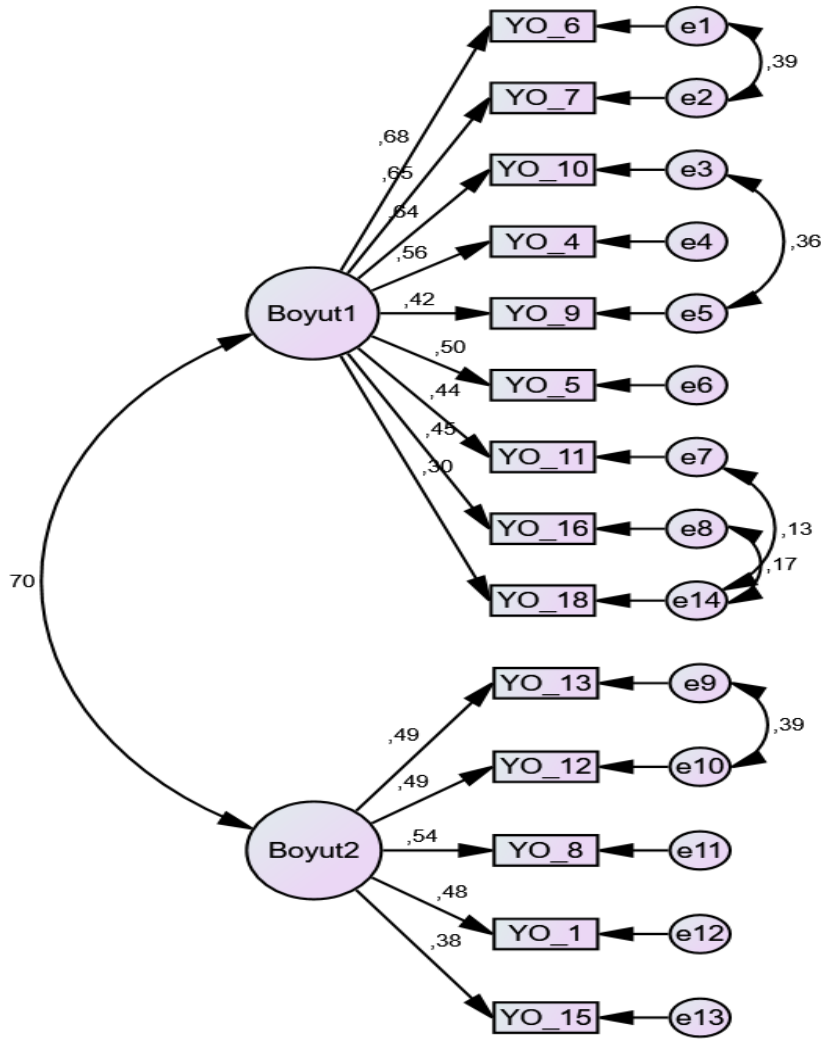 YO_6
e1
,39
YO_7
e2
,68
,65
YO_10
e3
,64
YO_4
e4
,36
,56
Boyut1
,42
YO_9
e5
,50
YO_5
e6
,44
,45
YO_11
e7
,30
YO_16
e8
,13
,17
70
YO_18
e14
YO_13
e9
,49
,39
YO_12
e10
,49
Boyut2
,54
YO_8
e11
,48
YO_1
e12
,38
YO_15
e13